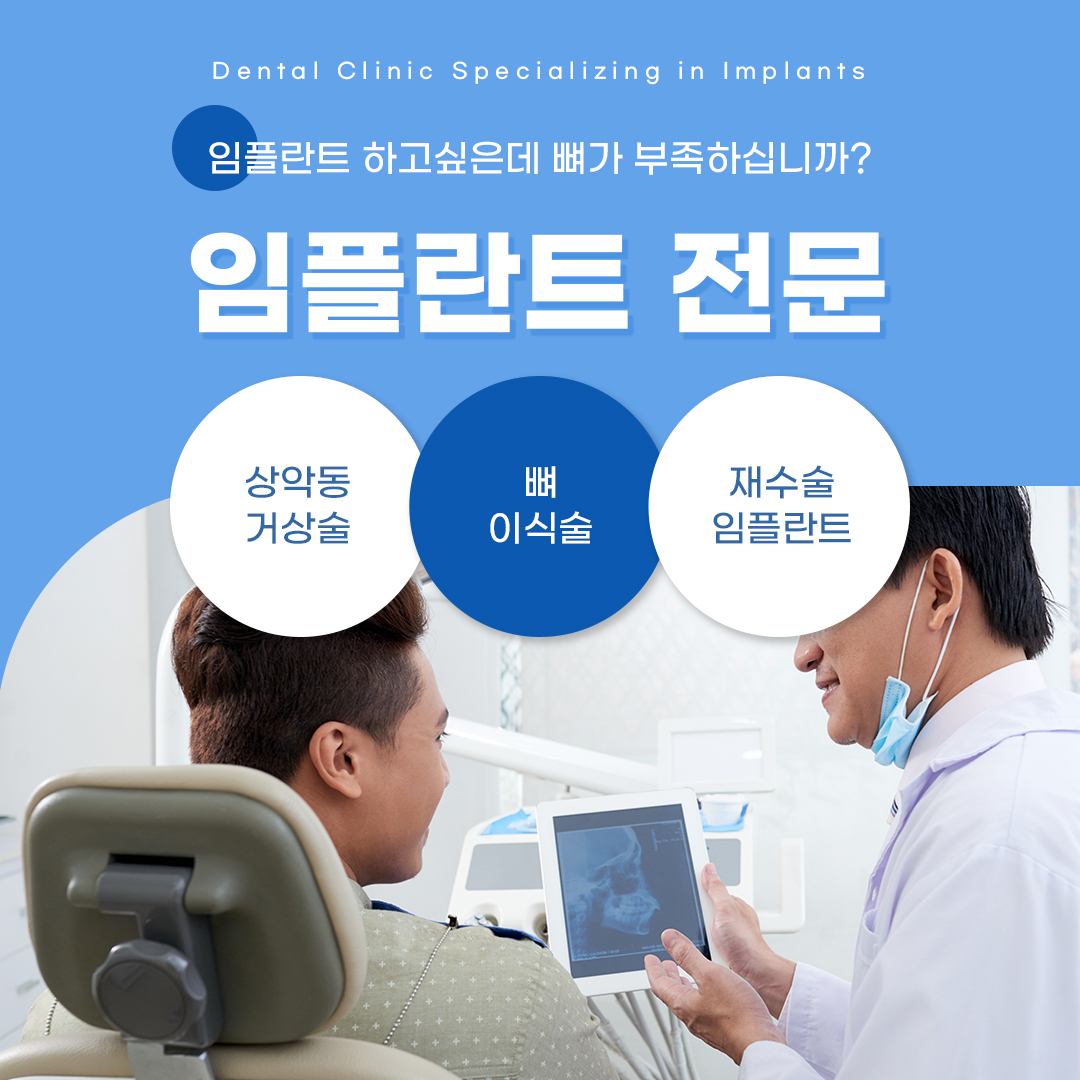 Dental Clinic Specializing in Implants
임플란트 하고싶은데 뼈가 부족하십니까?
임플란트 전문
상악동
거상술
뼈
이식술
재수술
임플란트